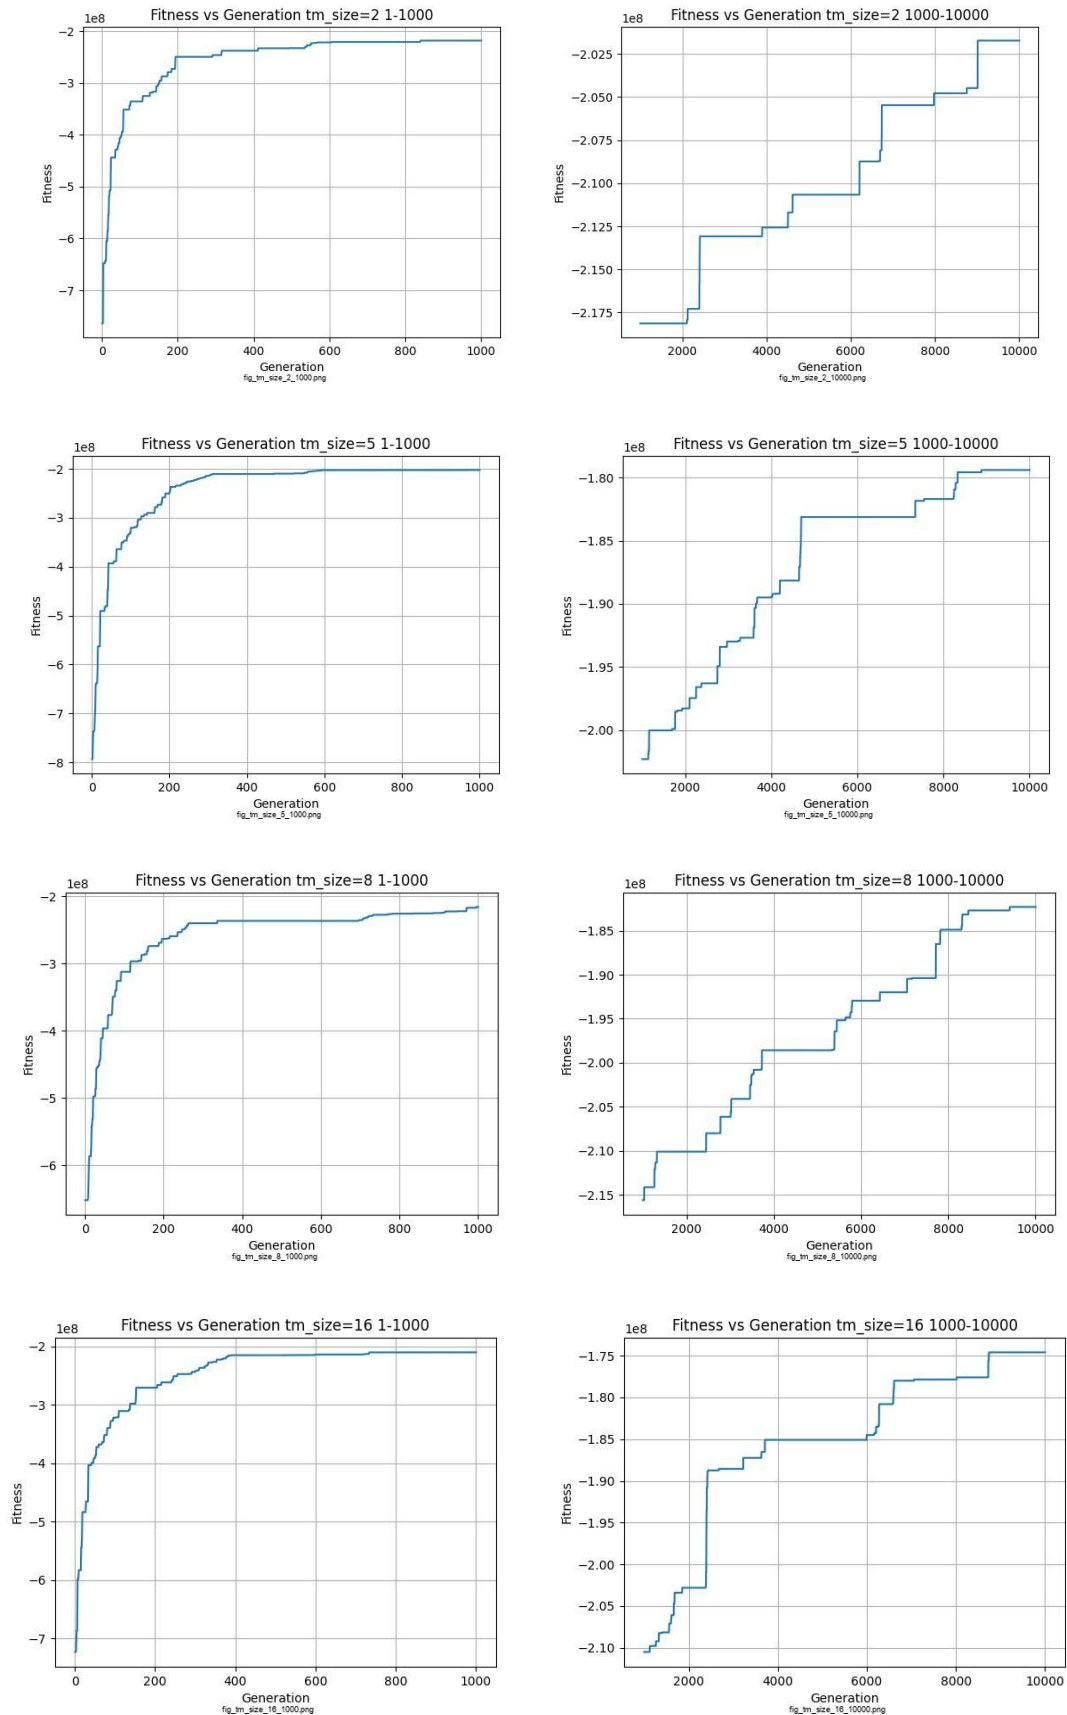 Fitness vs Generation tm_size=2 1-1000
1e8
−2
−3
−4
−5
−6
−7
Fitness
0 200 400 600 800 1000
Generation
fig_tm_size_2_1000.png
Fitness vs Generation tm_size=2 1000-10000
1e8
−2.025
−2.050
−2.075
−2.100
−2.125
−2.150
−2.175
Fitness
2000 4000 6000 8000 10000
Generation
fig_tm_size_2_10000.png
Fitness vs Generation tm_size=5 1-1000
1e8
−2
−3
−4
−5
−6
−7
−8
Fitness
0 200 400 600 800 1000
Generation
fig_tm_size_5_1000.png
Fitness vs Generation tm_size=5 1000-10000
1e8
−1.80
−1.85
−1.90
−1.95
−2.00
Fitness
2000 4000 6000 8000 10000
Generation
fig_tm_size_5_10000.png
Fitness vs Generation tm_size=8 1-1000
1e8
−2
−3
−4
−5
−6
Fitness
0 200 400 600 800 1000
Generation
fig_tm_size_8_1000.png
Fitness vs Generation tm_size=8 1000-10000
1e8
−1.85
−1.90
−1.95
−2.00
−2.05
−2.10
−2.15
Fitness
2000 4000 6000 8000 10000
Generation
fig_tm_size_8_10000.png
Fitness vs Generation tm_size=16 1-1000
1e8
−2
−3
−4
−5
−6
−7
Fitness
0 200 400 600 800 1000
Generation
fig_tm_size_16_1000.png
Fitness vs Generation tm_size=16 1000-10000
1e8
−1.75
−1.80
−1.85
−1.90
−1.95
−2.00
−2.05
−2.10
Fitness
2000 4000 6000 8000 10000
Generation
fig_tm_size_16_10000.png